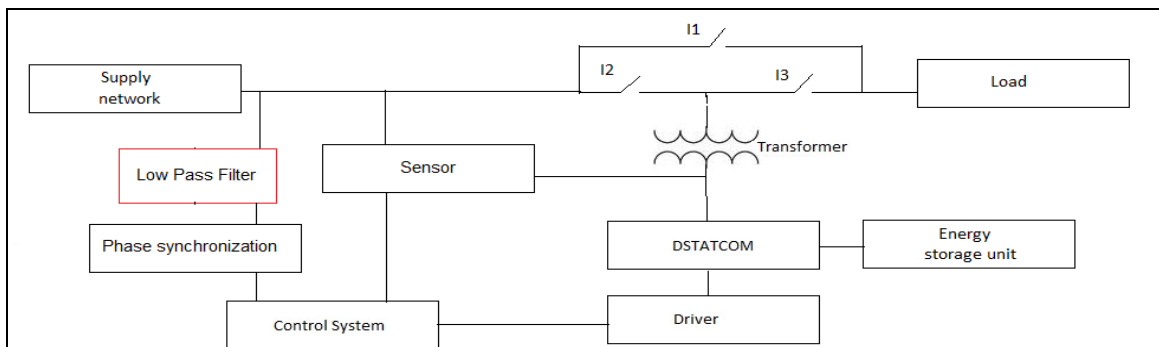 I1
Supply
network
I2
I3
Load
Transformer
Low Pass Filter
Sensor
Phase synchronization
DSTATCOM
Energy
storage unit
Control System
Driver